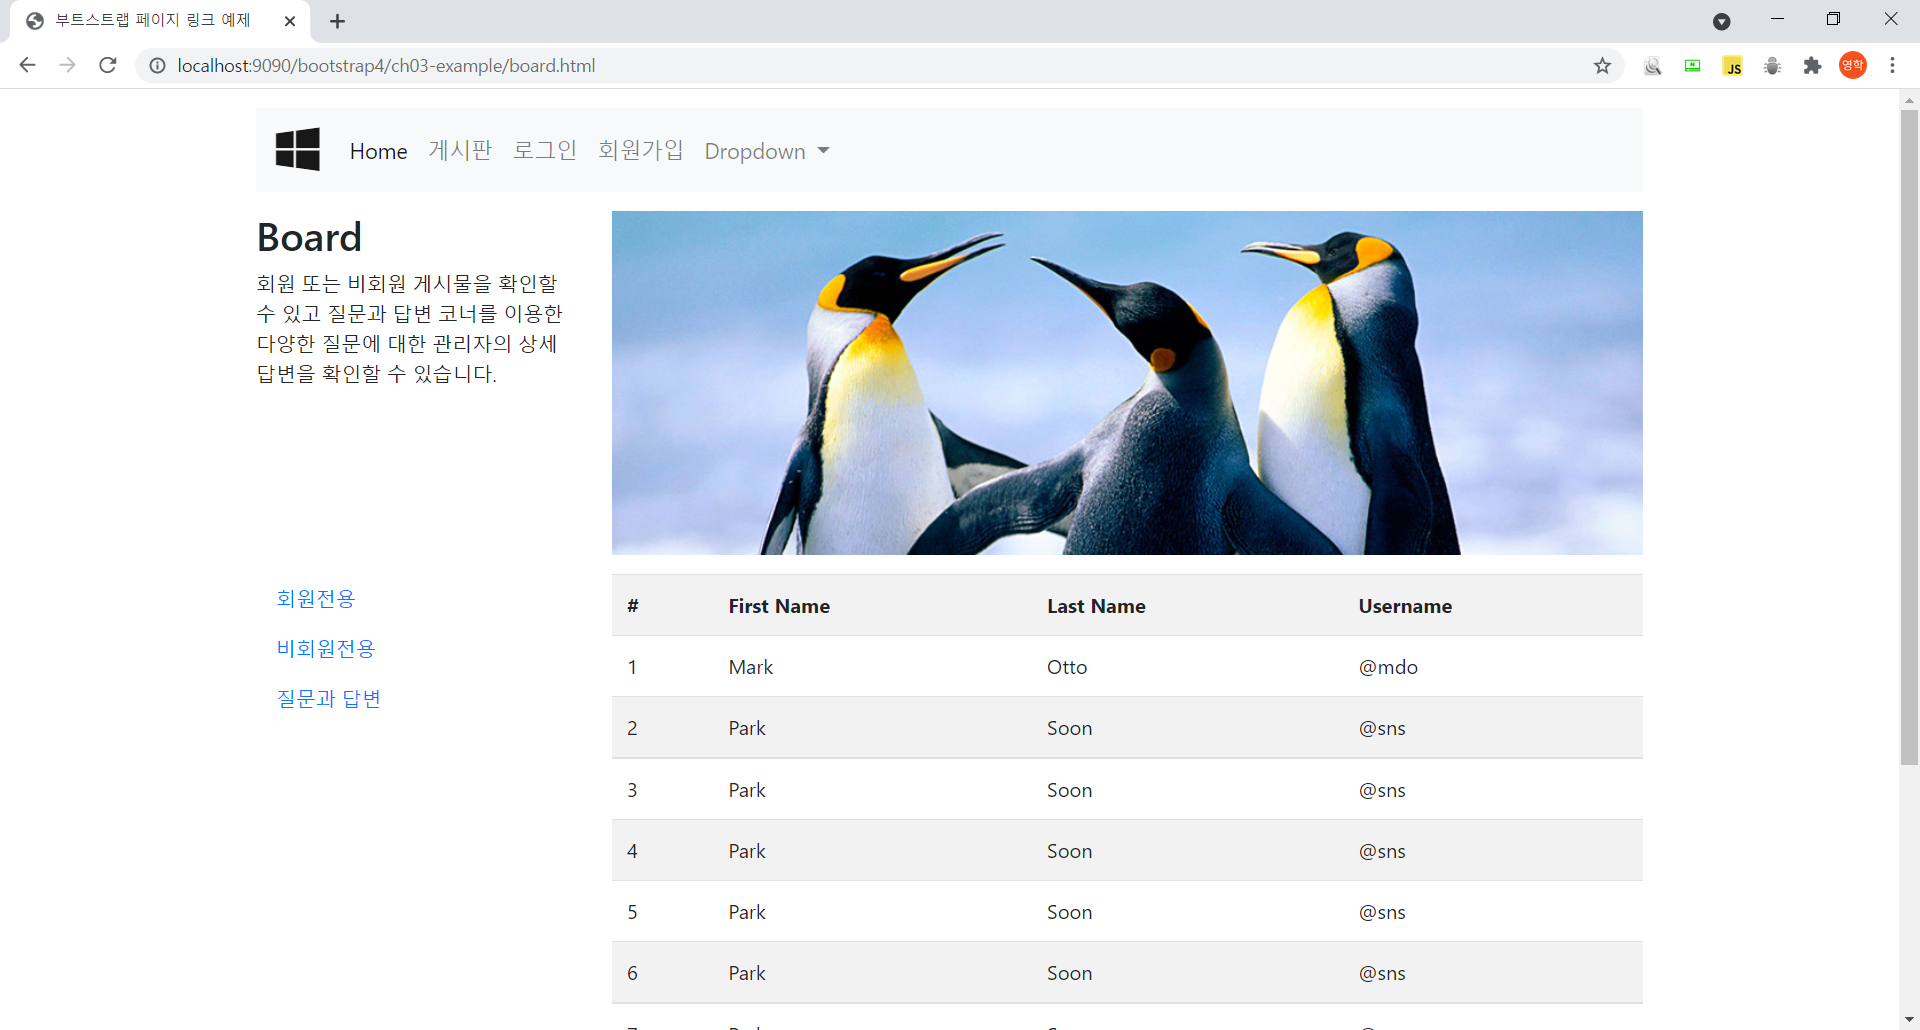 부트스트랩 페이지 링크 예제
localhost:9090/bootstrap4/ch03-example/board.html
JS
영학
Home 게시판 로그인 회원가입 Dropdown
Board
회원 또는 비회원 게시물을 확인할
수 있고 질문과 답변 코너를 이용한
다양한 질문에 대한 관리자의 상세
답변을 확인할 수 있습니다.
회원전용
비회원전용
질문과 답변
# First Name Last Name Username
1 Mark Otto @mdo
2 Park Soon @sns
3 Park Soon @sns
4 Park Soon @sns
5 Park Soon @sns
6 Park Soon @sns